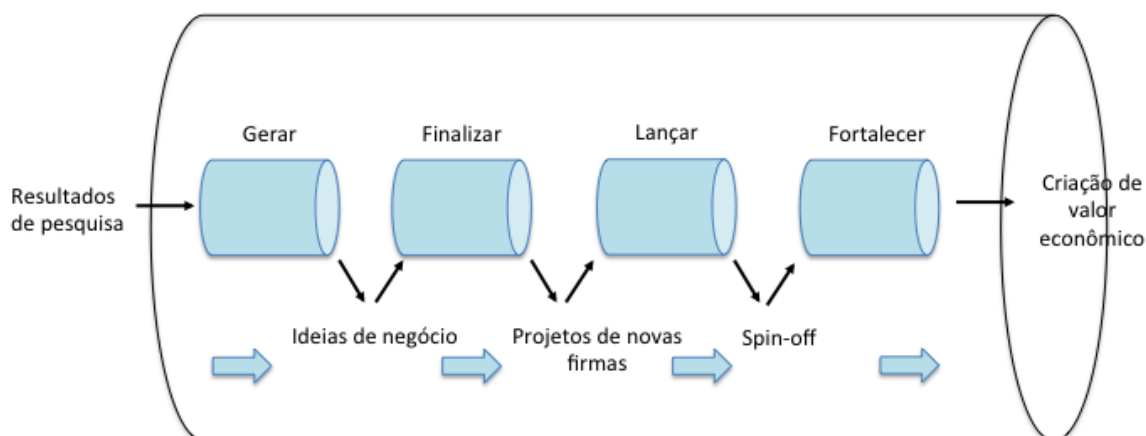 Gerar
Finalizar
Lançar
Fortalecer
Resultados
de pesquisa
Criação de
valor
econômico
Ideias de negócio
Projetos de novas
firmas
Spin-off